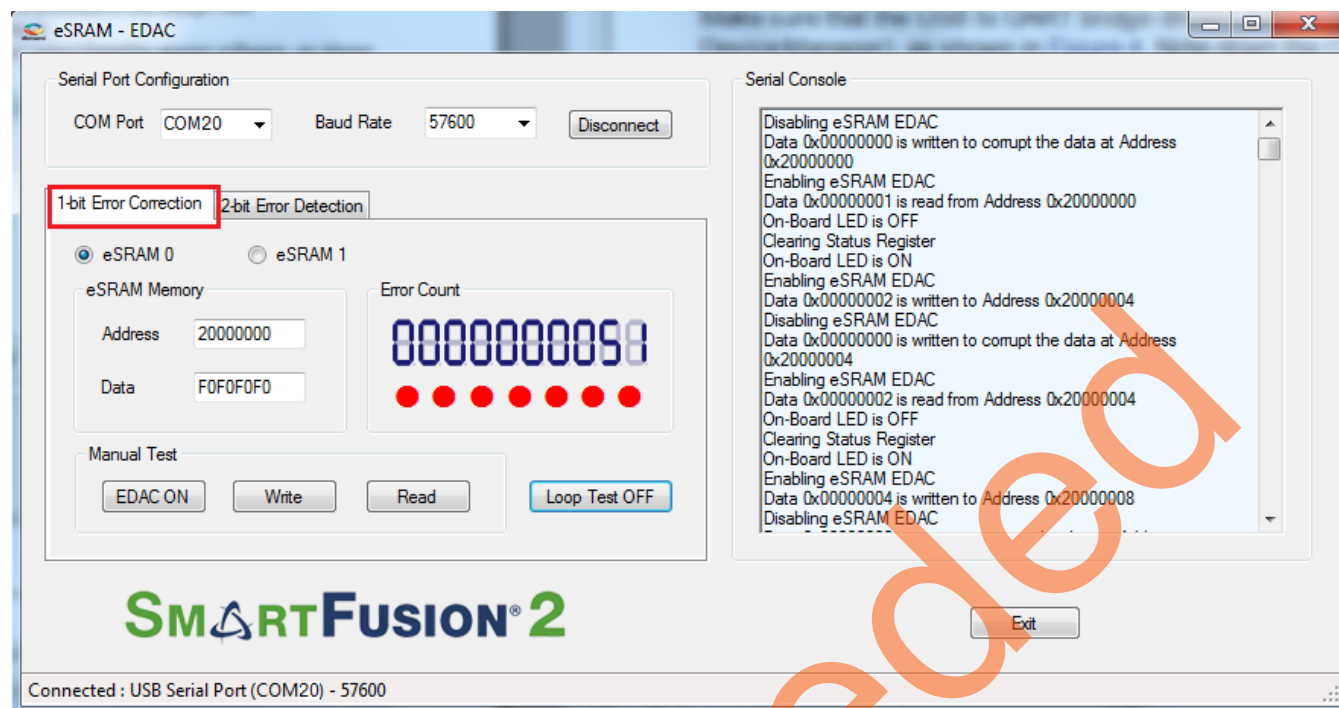 eSRAM - EDAC
Serial Port Configuration
COM Port COM20 Baud Rate 57600 Disconnect
1-bit Error Correction 2-bit Error Detection
eSRAM 0 eSRAM 1
eSRAM Memory
Address 20000000
Data F0F0F0F0
Error Count
0000000051
Manual Test
EDAC ON Write Read Loop Test OFF
Serial Console
Disabling eSRAM EDAC
Data 0x00000000 is written to corrupt the data at Address
0x20000000
Enabling eSRAM EDAC
Data 0x00000001 is read from Address 0x20000000
On-Board LED is OFF
Clearing Status Register
On-Board LED is ON
Enabling eSRAM EDAC
Data 0x00000002 is written to Address 0x20000004
Disabling eSRAM EDAC
Data 0x00000000 is written to corrupt the data at Address
0x20000004
Enabling eSRAM EDAC
Data 0x00000002 is read from Address 0x20000004
On-Board LED is OFF
Clearing Status Register
On-Board LED is ON
Enabling eSRAM EDAC
Data 0x00000004 is written to Address 0x20000008
Disabling eSRAM EDAC
SMARTFUSION® 2
Exit
Connected : USB Serial Port (COM20) - 57600
ded